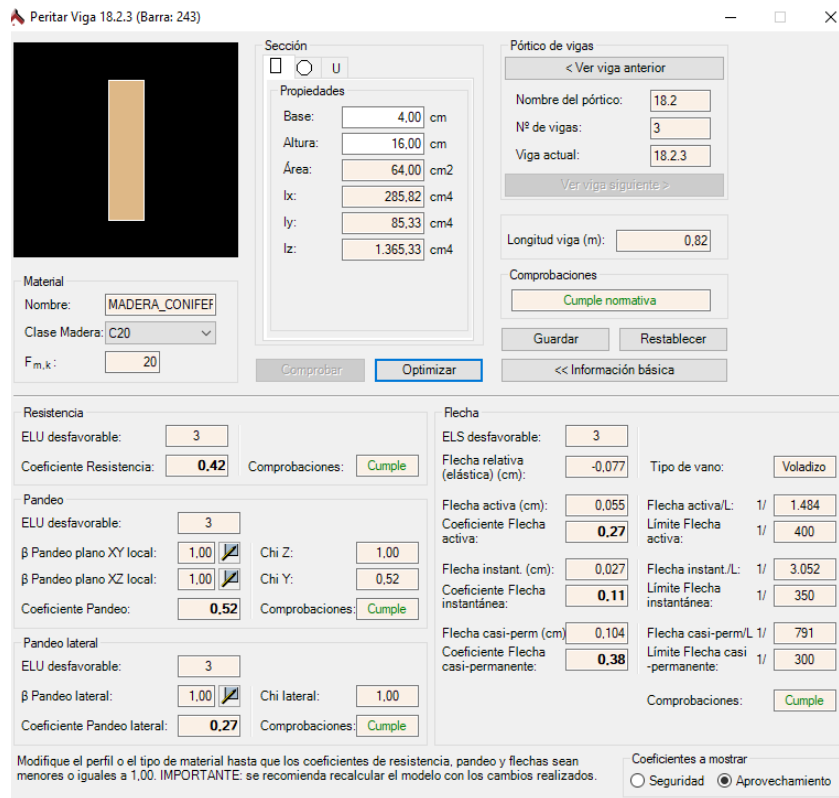 Peritar Viga 18.2.3 (Barra: 243)
Sección
U
Propiedades
Base: 4,00 cm
Altura: 16,00 cm
Área: 64,00 cm2
Ix: 285,82 cm4
Iy: 85,33 cm4
Iz: 1.365,33 cm4
Pórtico de vigas
< Ver viga anterior
Nombre del pórtico: 18.2
Nº de vigas: 3
Viga actual: 18.2.3
Ver viga siguiente >
Longitud viga (m): 0,82
Comprobaciones
Cumple normativa
Material
Nombre: MADERA_CONIFEF
Clase Madera: C20
Fm,k : 20
Comprobar Optimizar
Guardar Restablecer
<< Información básica
Resistencia
ELU desfavorable: 3
Coeficiente Resistencia: 0,42 Comprobaciones: Cumple
Pandeo
ELU desfavorable: 3
β Pandeo plano XY local: 1,00 Chi Z: 1,00
β Pandeo plano XZ local: 1,00 Chi Y: 0,52
Coeficiente Pandeo: 0,52 Comprobaciones: Cumple
Pandeo lateral
ELU desfavorable: 3
β Pandeo lateral: 1,00 Chi lateral: 1,00
Coeficiente Pandeo lateral: 0,27 Comprobaciones: Cumple
Flecha
ELS desfavorable: 3
Flecha relativa
(elástica) (cm): -0,077 Tipo de vano: Voladizo
Flecha activa (cm): 0,055 Flecha activa/L: 1/ 1.484
Coeficiente Flecha
activa: 0,27 Límite Flecha
activa: 1/ 400
Flecha instant. (cm): 0,027 Flecha instant./L: 1/ 3.052
Coeficiente Flecha
instantánea: 0,11 Límite Flecha
instantánea: 1/ 350
Flecha casi-perm (cm) 0,104 Flecha casi-perm/L 1/ 791
Coeficiente Flecha
casi-permanente: 0,38 Límite Flecha casi
-permanente: 1/ 300
Comprobaciones: Cumple
Modifique el perfil o el tipo de material hasta que los coeficientes de resistencia, pandeo y flechas sean
menores o iguales a 1,00. IMPORTANTE: se recomienda recalcular el modelo con los cambios realizados.
Coeficientes a mostrar
Seguridad Aprovechamiento